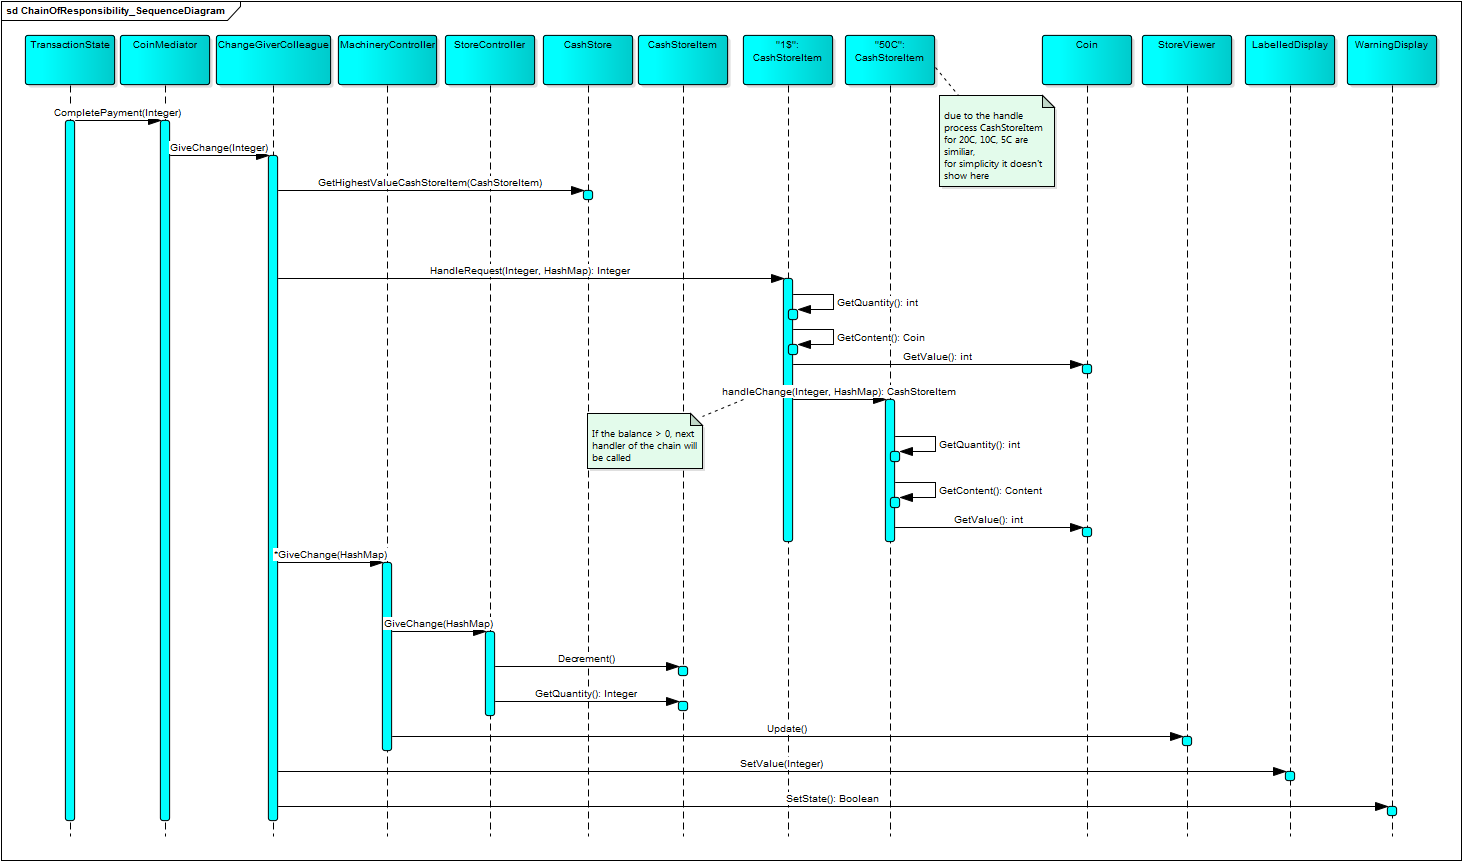 sd ChainOfResponsibility_SequenceDiagram
TransactionState
CoinMediator
ChangeGiverColleague
MachineryController
StoreController
CashStore
CashStoreItem
"1$":
CashStoreItem
"50C":
CashStoreItem
Coin
StoreViewer
LabelledDisplay
WarningDisplay
due to the handle
process CashStoreItem
for 20C, 10C, 5C are
similiar,
for simplicity it doesn't
show here
CompletePayment(Integer)
GiveChange(Integer)
GetHighestValueCashStoreItem(CashStoreItem)
HandleRequest(Integer, HashMap): Integer
GetQuantity(): int
GetContent(): Coin
GetValue(): int
handleChange(Integer, HashMap): CashStoreItem
If the balance > 0, next
handler of the chain will
be called
GetQuantity(): int
GetContent(): Content
GetValue(): int
*GiveChange(HashMap)
GiveChange(HashMap)
Decrement()
GetQuantity(): Integer
Update()
SetValue(Integer)
SetState(): Boolean